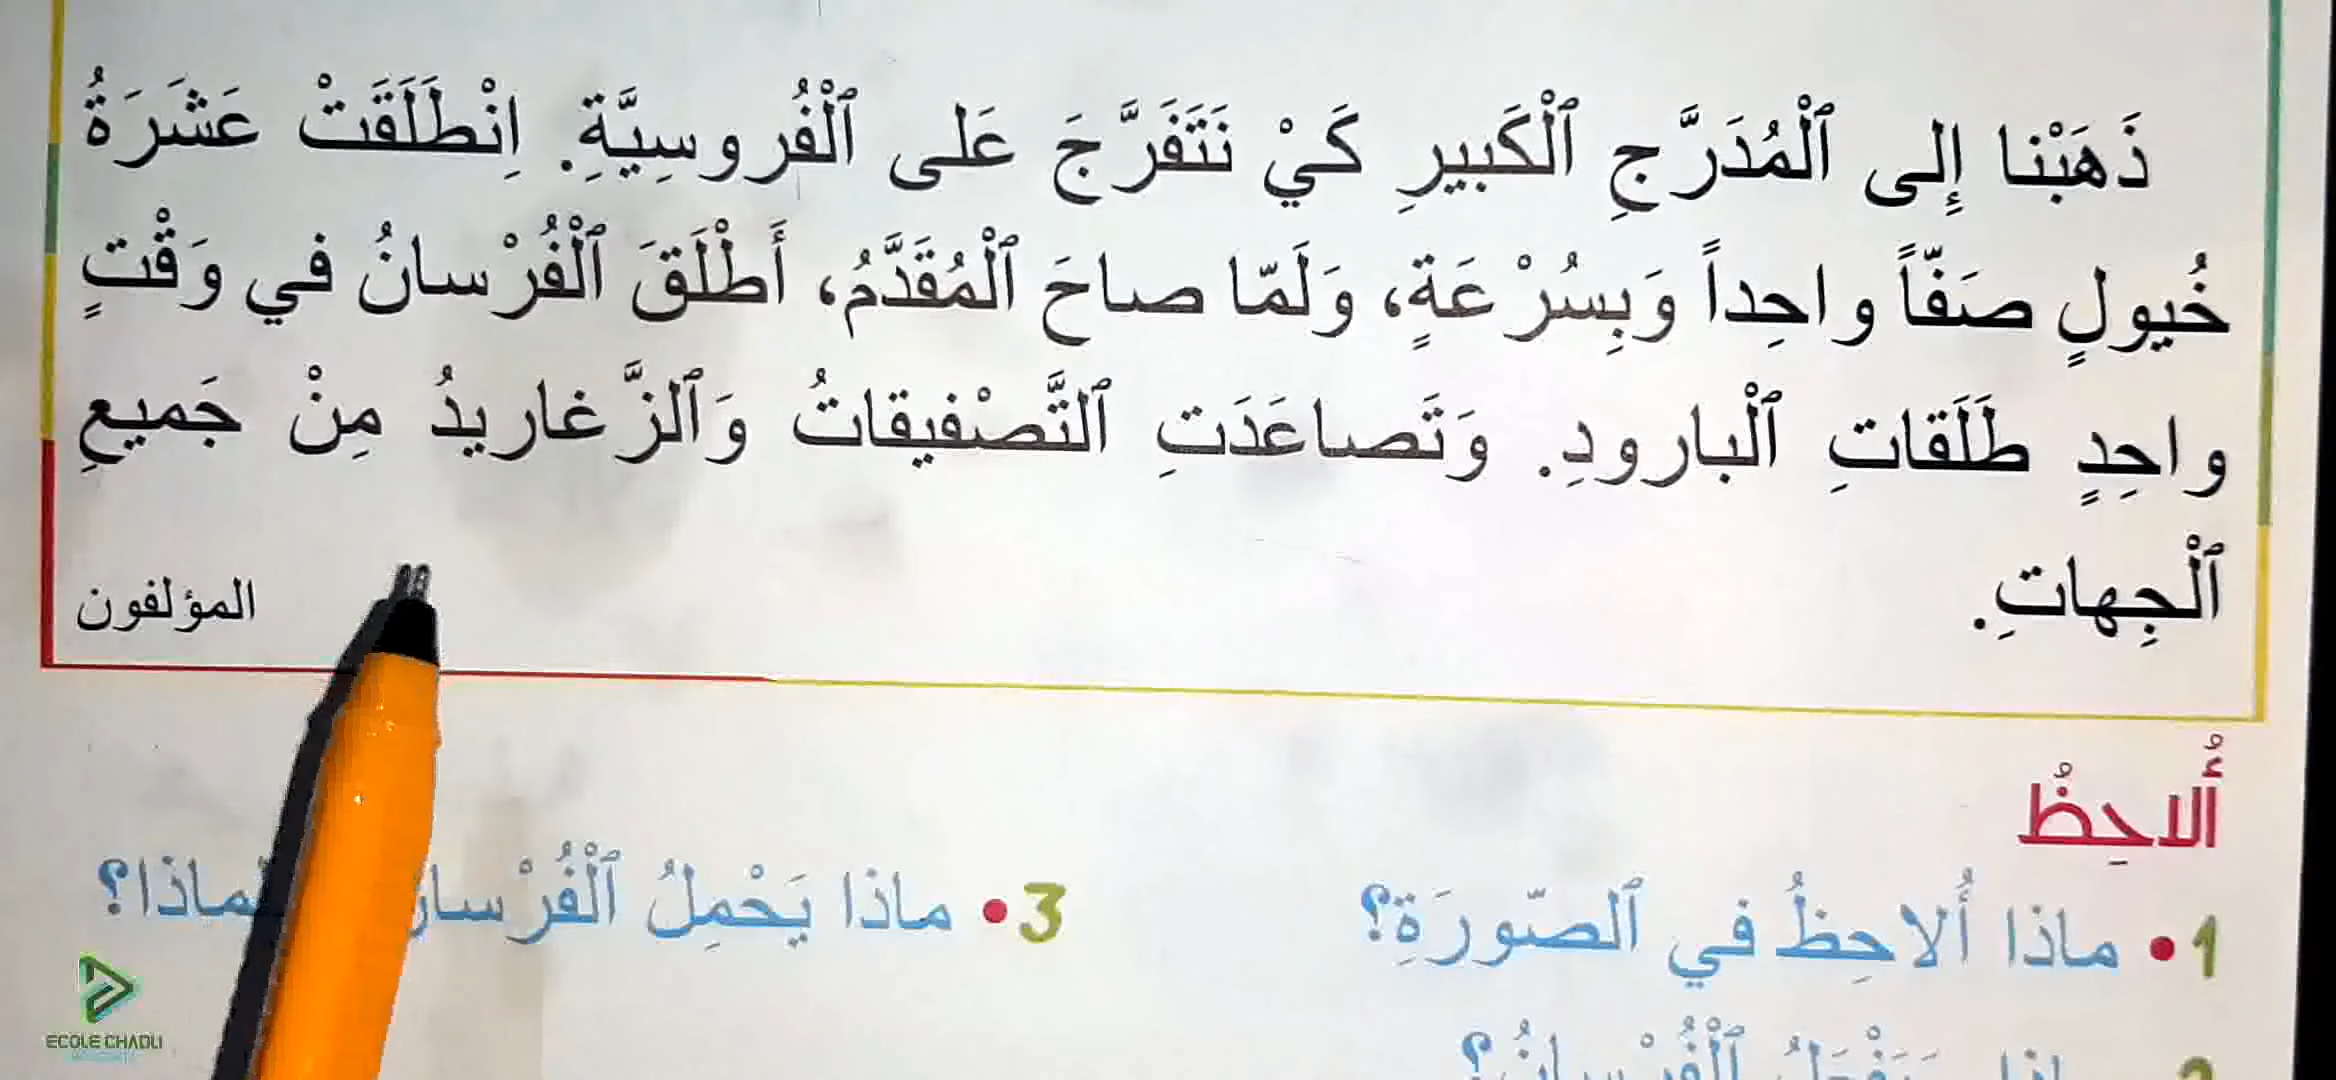 ذَهَبْنا إِلى ٱلْمُدَرَّجِ ٱلْكَبيرِ كَيْ نَتَفَرَّجَ عَلى ٱلْفُروسِيَّةِ. اِنْطَلَقَتْ عَشَرَةُ
خُيولٍ صَفّاً واحِداً وَبِسُرْعَةٍ، وَلَمّا صاحَ ٱلْمُقَدَّمُ، أَطْلَقَ ٱلْفُرْسانُ في وَقْتٍ
واحِدٍ طَلَقاتِ ٱلْبارودِ. وَتَصاعَدَتِ ٱلتَّصْفيقاتُ وَٱلزَّغاريدُ مِنْ جَميعِ
ٱلْجِهاتِ.
المؤلفون
أُلاحِظُ
1• ماذا أُلاحِظُ في ٱلصّورَةِ؟
3• ماذا يَحْمِلُ
ٱلْفُرْسانُ؟
ECOLE CHADLI